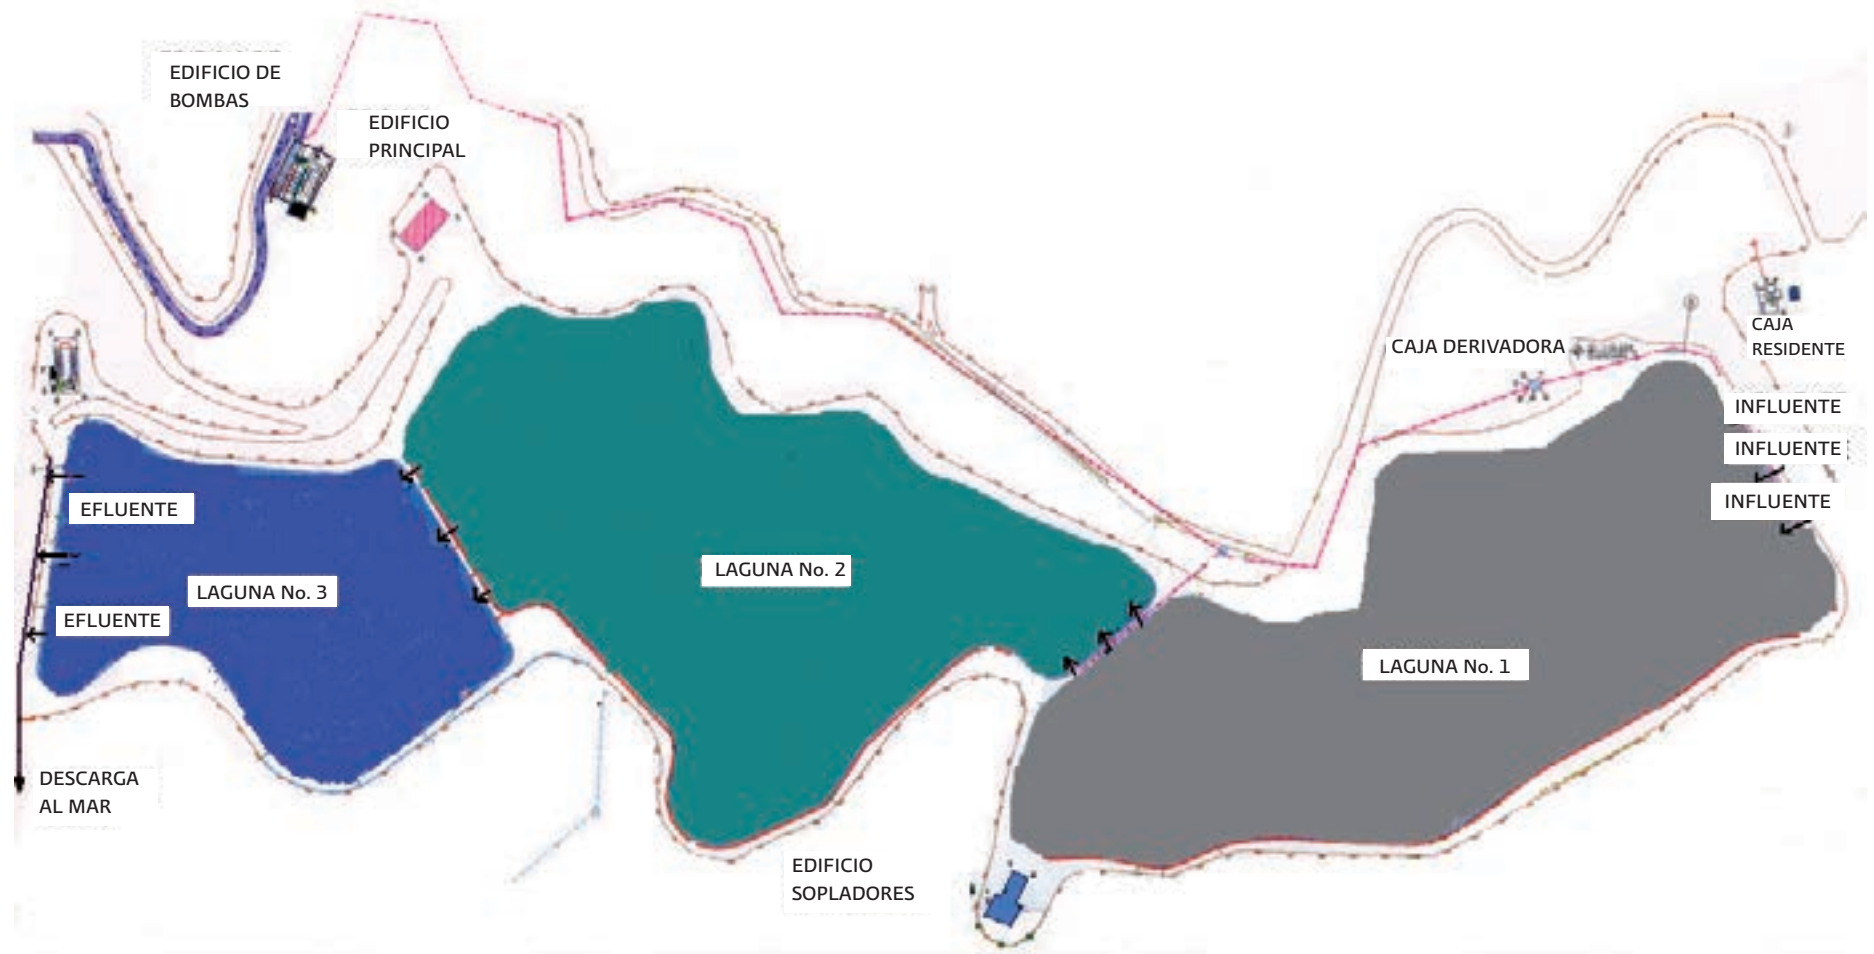 EDIFICIO DE
BOMBAS
EDIFICIO
PRINCIPAL
CAJA DERIVADORA
CAJA
RESIDENTE
INFLUENTE
INFLUENTE
INFLUENTE
EFLUENTE
LAGUNA No. 3
EFLUENTE
LAGUNA No. 2
LAGUNA No. 1
DESCARGA
AL MAR
EDIFICIO
SOPLADORES